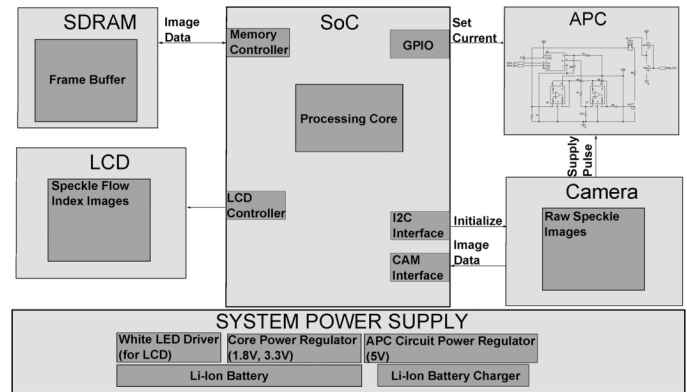 SDRAM
Frame Buffer
Image
Data
SoC
Memory
Controller
GPIO
Processing Core
LCD
Controller
I2C
Interface
CAM
Interface
Set
Current
APC
Supply
Pulse
LCD
Speckle Flow
Index Images
Initialize
Image
Data
Camera
Raw Speckle
Images
SYSTEM POWER SUPPLY
White LED Driver
(for LCD)
Core Power Regulator
(1.8V, 3.3V)
APC Circuit Power Regulator
(5V)
Li-Ion Battery
Li-Ion Battery Charger